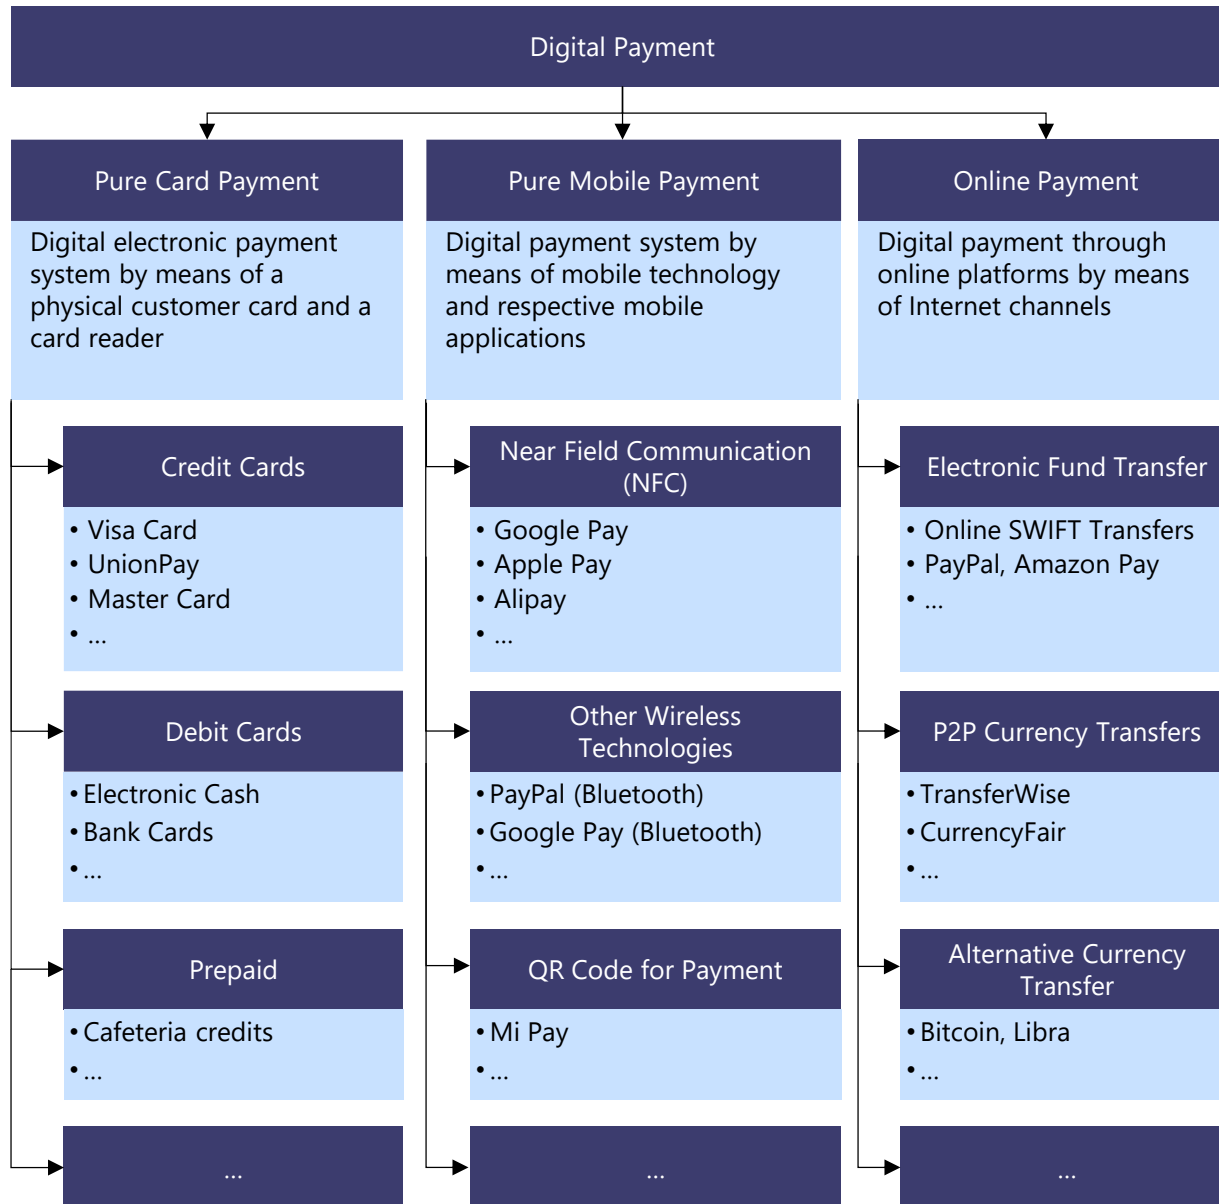 Digital Payment
Pure Card Payment
Digital electronic payment
system by means of a
physical customer card and a
card reader
Credit Cards
• Visa Card
• UnionPay
• Master Card
• ...
Debit Cards
• Electronic Cash
• Bank Cards
• ...
Prepaid
• Cafeteria credits
• ...
...
Pure Mobile Payment
Digital payment system by
means of mobile technology
and respective mobile
applications
Near Field Communication
(NFC)
• Google Pay
• Apple Pay
• Alipay
• ...
Other Wireless
Technologies
• PayPal (Bluetooth)
• Google Pay (Bluetooth)
• ...
QR Code for Payment
• Mi Pay
• ...
...
Online Payment
Digital payment through
online platforms by means
of Internet channels
Electronic Fund Transfer
• Online SWIFT Transfers
• PayPal, Amazon Pay
• ...
P2P Currency Transfers
• TransferWise
• CurrencyFair
• ...
Alternative Currency
Transfer
• Bitcoin, Libra
• ...
...